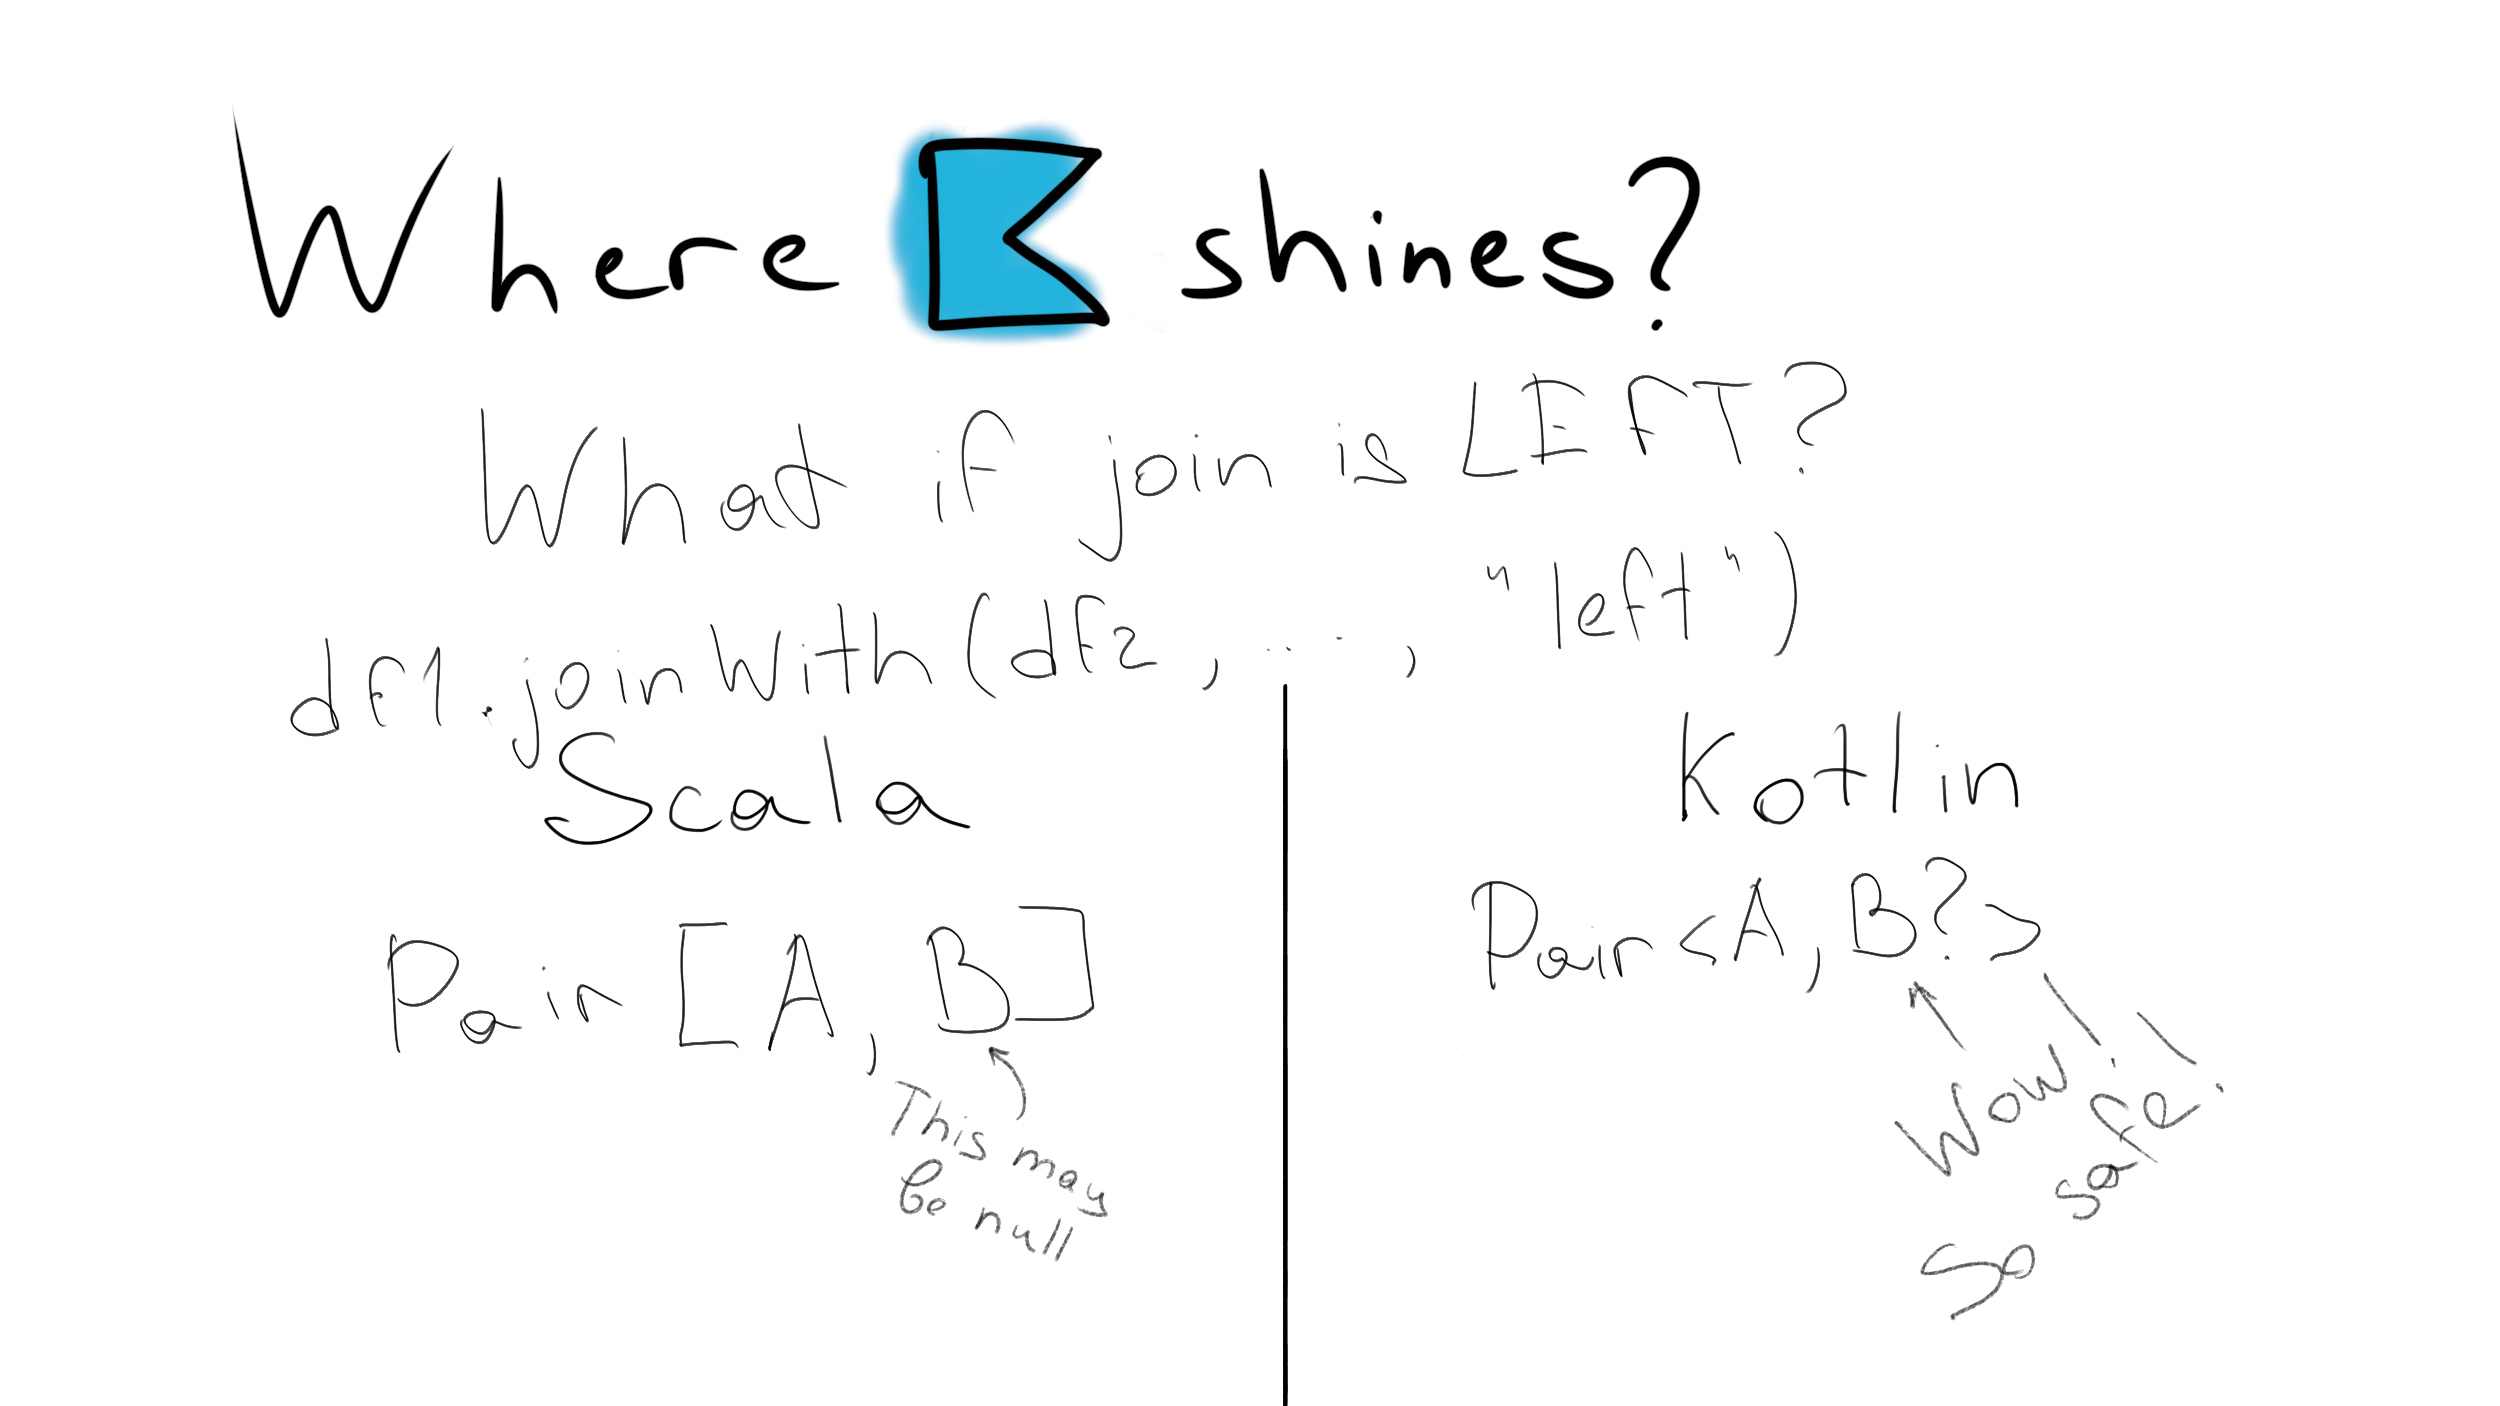 Where K shines?
What if join is LEFT?
df1.joinWith(df2, ..., "left")
Scala
Pair[A, B]
This may
be null
Kotlin
Pair<A, B?>
Wow!
So safe!